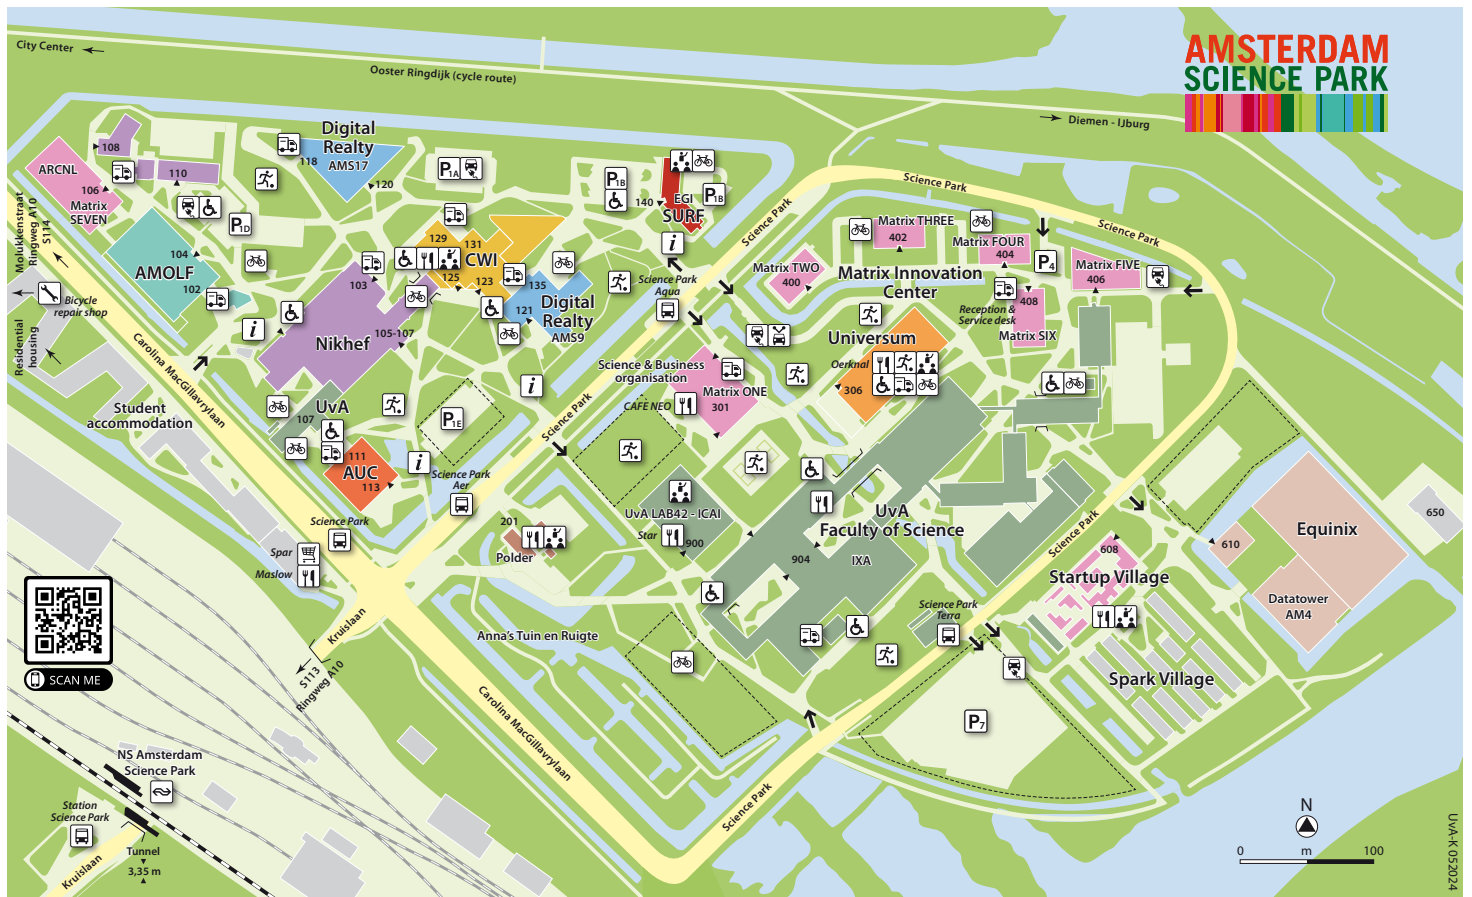 AMSTERDAM
SCIENCE PARK
City Center
Ooster Ringdijk (cycle route)
Diemen - IJburg
Digital
Realty
AMS17
118
120
108
110
ARCNL
106
Matrix
SEVEN
P1A
P1B
P1B
P1D
140
EGI
SURF
i
Science Park
Science Park
Science Park
Molukkenstraat
Ringweg A10
S114
AMOLF
104
102
129
131
CWI
125
123
135
103
121
Digital
Realty
AMS9
105-107
Nikhef
Science Park
Aqua
Matrix TWO
400
Matrix THREE
402
Matrix FOUR
404
P4
Matrix FIVE
406
Matrix Innovation
Center
Reception &
Service desk
408
Matrix SIX
Bicycle
repair shop
Residential
housing
i
Carolina MacGillavrylaan
Student
accommodation
Universum
Oerknal
306
Science & Business
organisation
Matrix ONE
301
CAFE NEO
i
Science Park
UvA
107
P1E
111
AUC
113
i
Science Park
Aer
Science Park
Spar
Maslow
201
Polder
UvA LAB42 - ICAI
Star
900
UvA
Faculty of Science
904
IXA
Science Park
608
Startup Village
610
Equinix
650
Datatower
AM4
Science Park
Terra
Spark Village
P7
Anna's Tuin en Ruigte
Kruislaan
S113
Ringweg A10
SCAN ME
Carolina MacGillavrylaan
Science Park
NS Amsterdam
Science Park
Station
Science Park
Tunnel
3,35 m
Kruislaan
N
0 m 100
UvA-K 052024